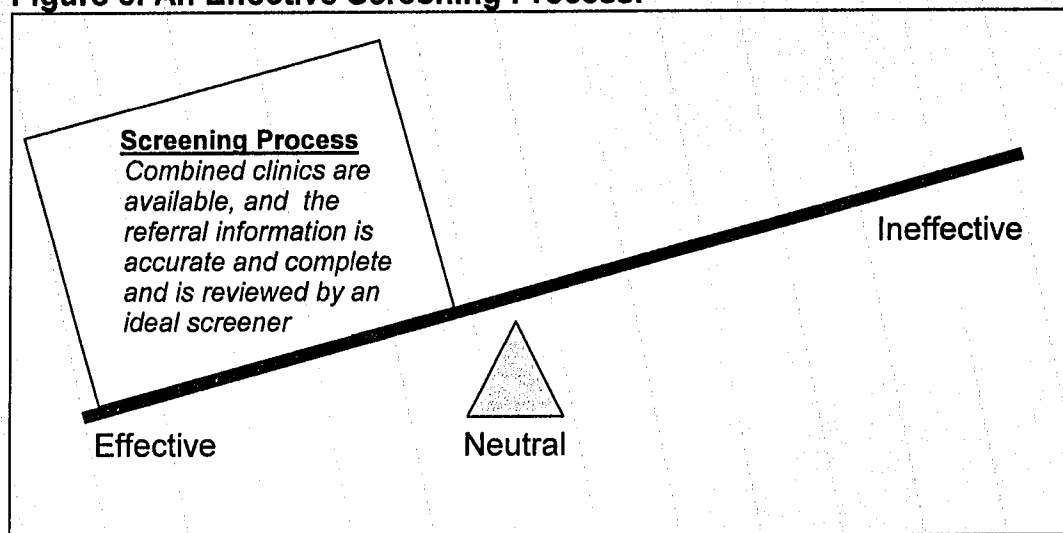 Figure 3. An Effective Screening Process.
Screening Process
Combined clinics are
available, and the
referral information is
accurate and complete
and is reviewed by an
ideal screener
Ineffective
Effective
Neutral